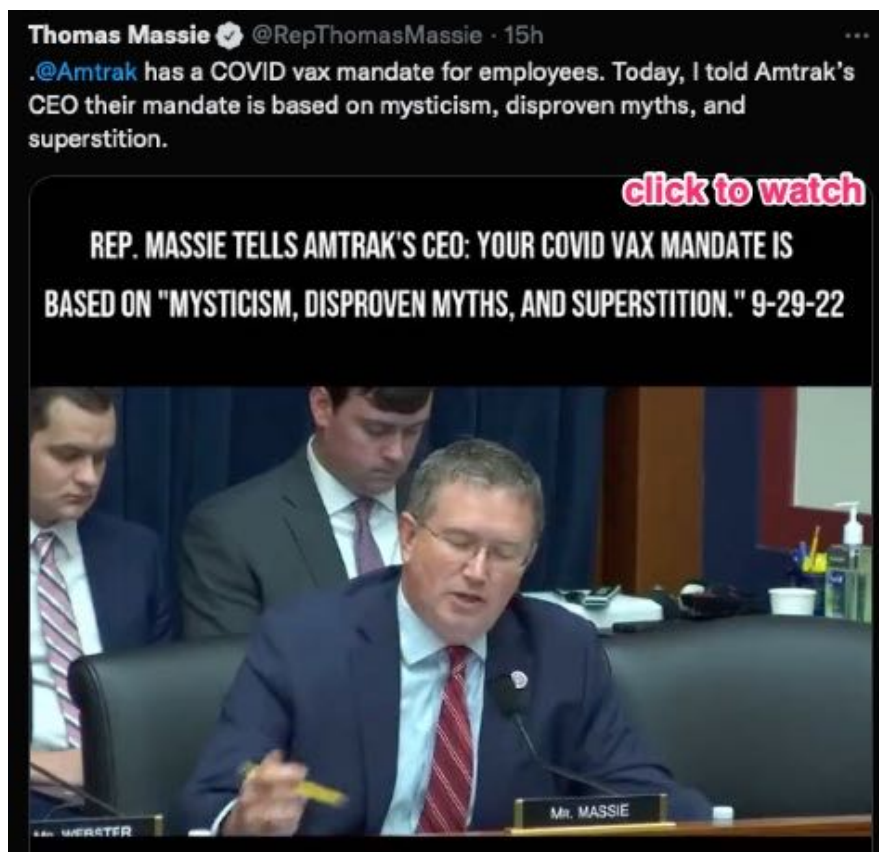 Thomas Massie @RepThomasMassie · 15h
.@Amtrak has a COVID vax mandate for employees. Today, I told Amtrak's
CEO their mandate is based on mysticism, disproven myths, and
superstition.
click to watch
REP. MASSIE TELLS AMTRAK'S CEO: YOUR COVID VAX MANDATE IS
BASED ON "MYSTICISM, DISPROVEN MYTHS, AND SUPERSTITION." 9-29-22
MR. MASSIE
MR. WEBSTER